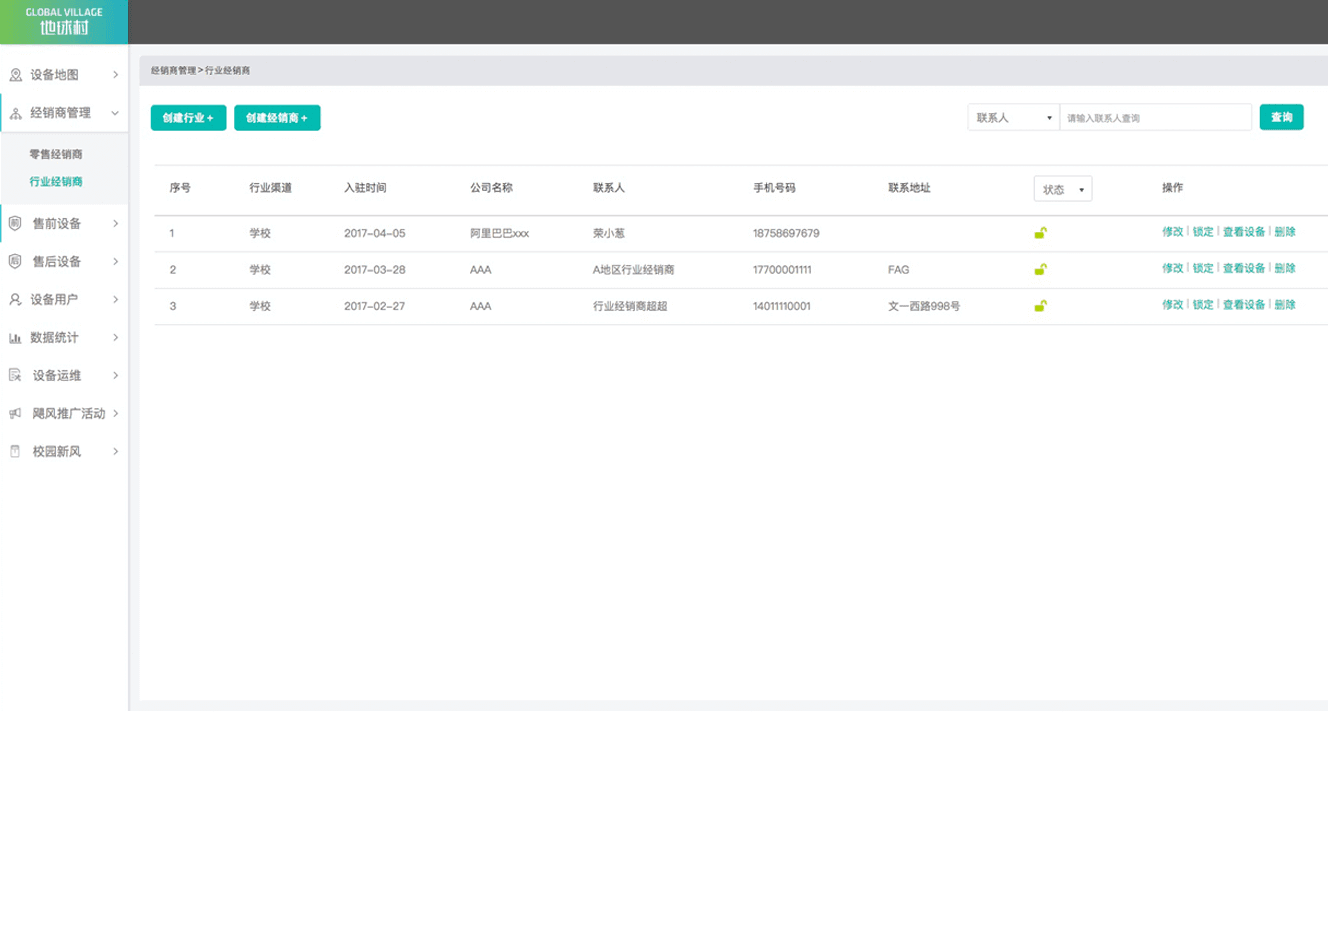 GLOBAL VILLAGE
地球村
设备地图
经销商管理
零售经销商
行业经销商
售前设备
售后设备
设备用户
数据统计
设备运维
飓风推广活动
校园新风
经销商管理 > 行业经销商
创建行业 +
创建经销商 +
联系人
请输入联系人查询
查询
序号 行业渠道 入驻时间 公司名称 联系人 手机号码 联系地址 状态 操作
1 学校 2017-04-05 阿里巴巴xxx 荣小葱 18758697679 修改 | 锁定 | 查看设备 | 删除
2 学校 2017-03-28 AAA A地区行业经销商 17700001111 FAG 修改 | 锁定 | 查看设备 | 删除
3 学校 2017-02-27 AAA 行业经销商超超 14011110001 文一西路998号 修改 | 锁定 | 查看设备 | 删除